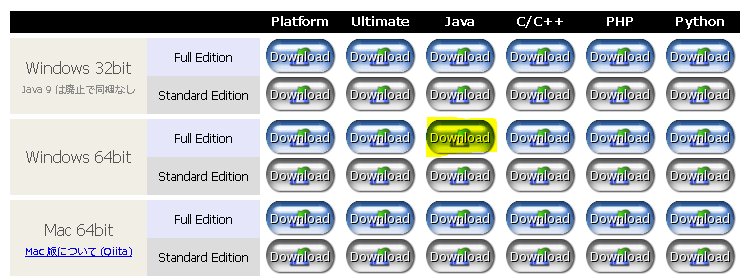 Platform Ultimate Java C/C++ PHP Python
Windows 32bit
Java 9 は廃止で同梱なし
Full Edition Download Download Download Download Download Download
Standard Edition Download Download Download Download Download Download
Windows 64bit
Full Edition Download Download Download Download Download Download
Standard Edition Download Download Download Download Download Download
Mac 64bit
Mac 版について (Qiita)
Full Edition Download Download Download Download Download Download
Standard Edition Download Download Download Download Download Download